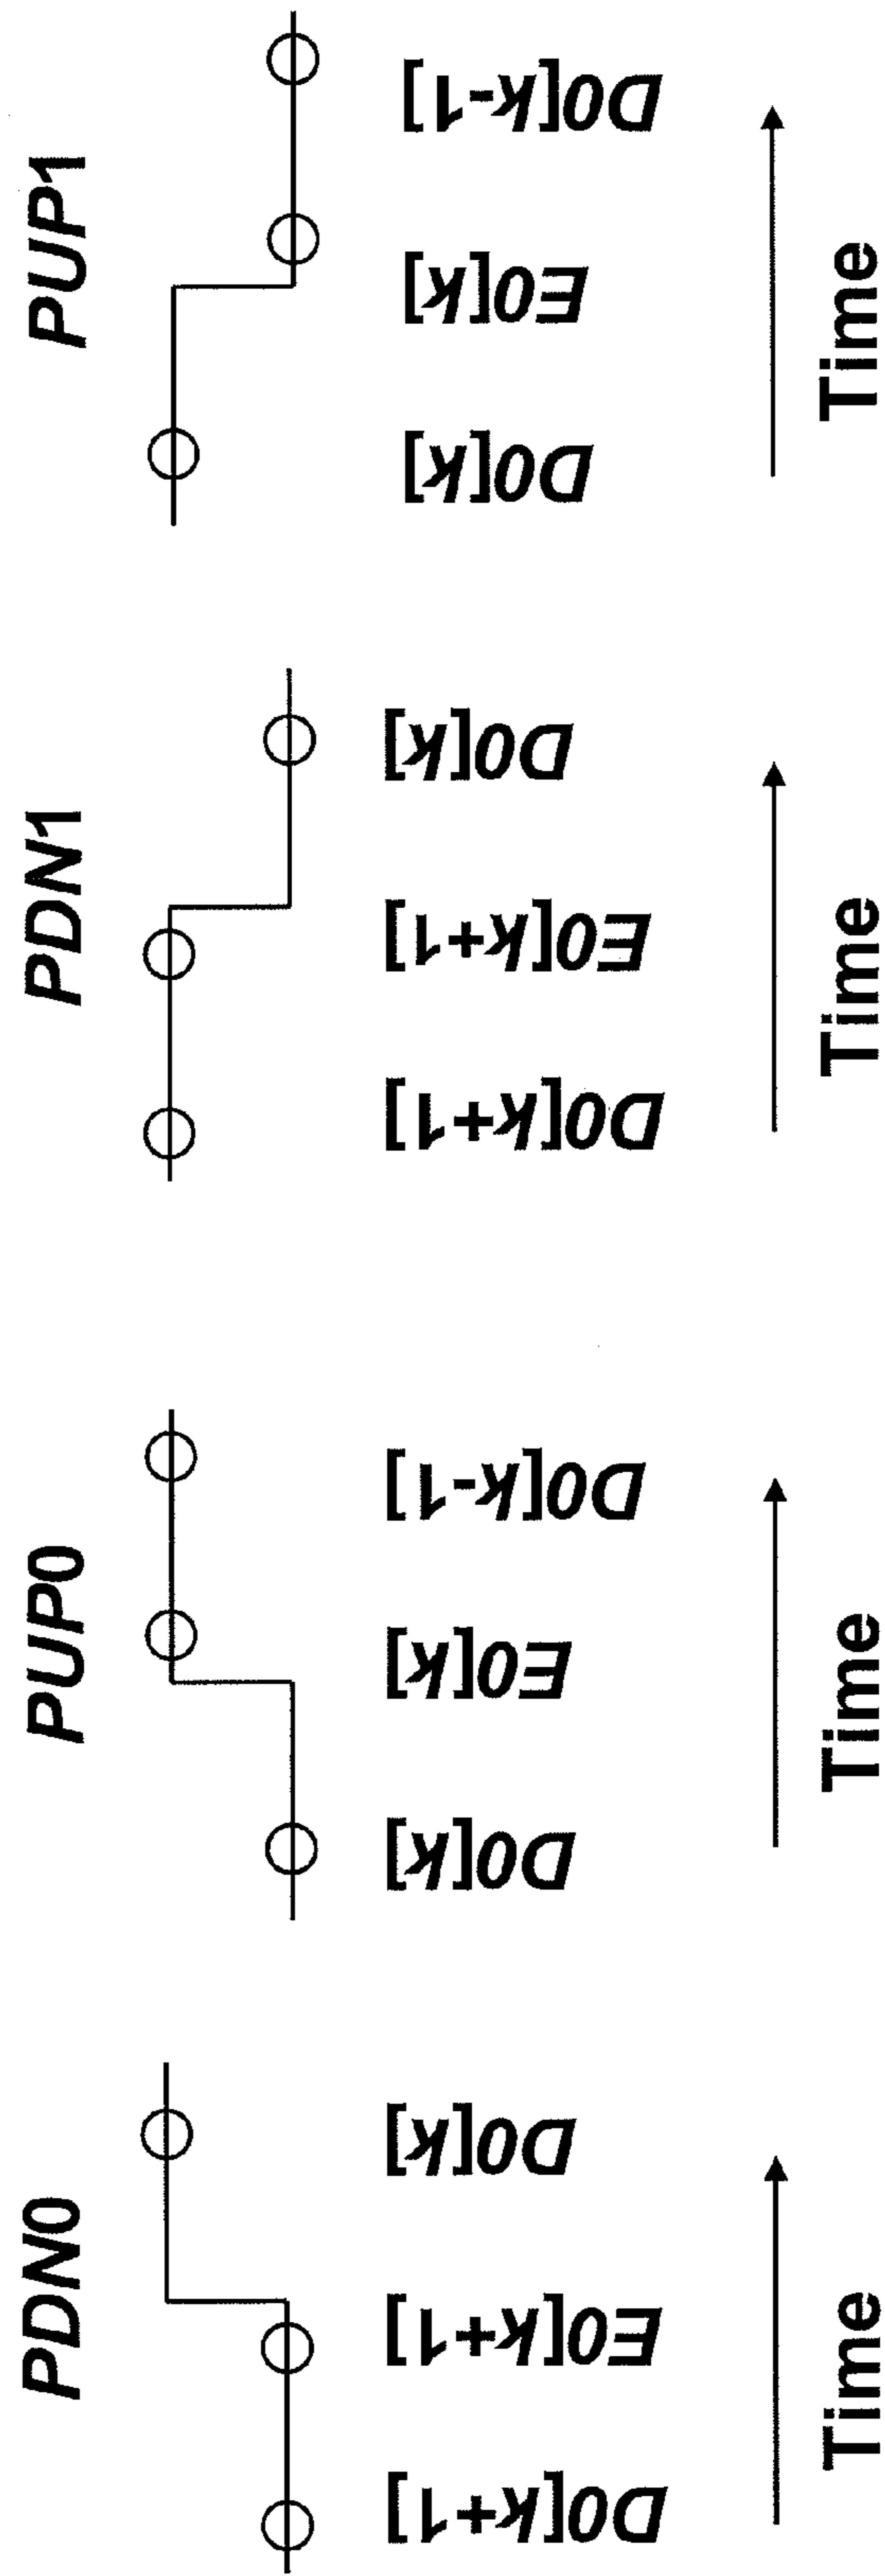 PDN0
D0[k+1] E0[k+1] D0[k]
Time
PUP0
D0[k] E0[k] D0[k-1]
Time
PDN1
D0[k+1] E0[k+1] D0[k]
Time
PUP1
D0[k] E0[k] D0[k-1]
Time